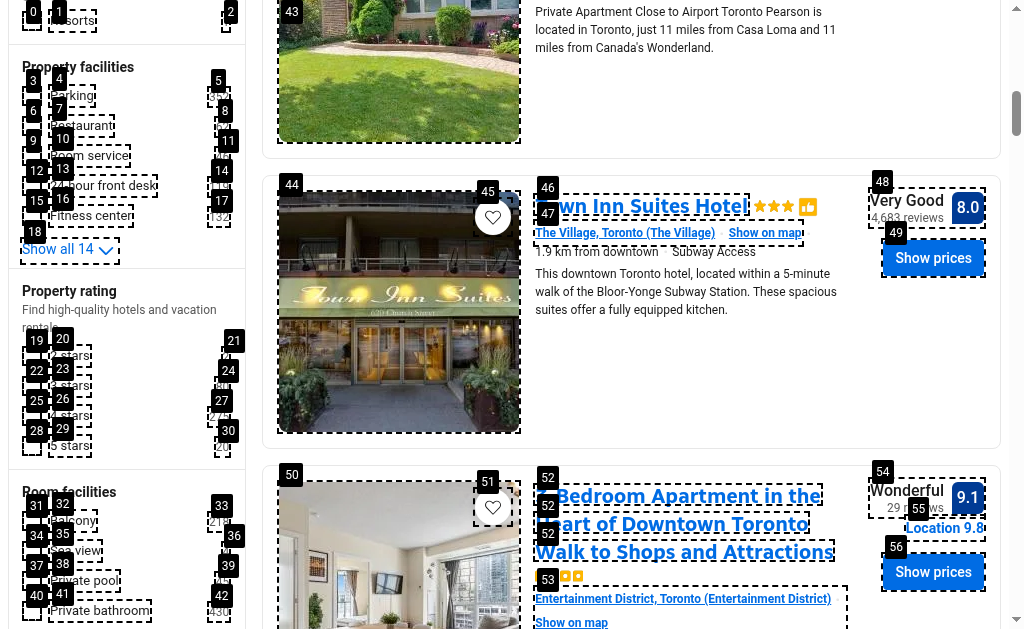 0
1
2
Resorts
Property facilities
3
4
5
Parking
352
6
7
8
Restaurant
9
10
11
Room service
12
13
14
24-hour front desk
15
16
17
Fitness center
132
18
Show all 14
Property rating
Find high-quality hotels and vacation
rentals
19
20
21
2 stars
22
23
24
3 stars
80
25
26
27
4 stars
275
28
29
30
5 stars
20
Room facilities
31
32
33
Balcony
34
35
36
Sea view
37
38
39
Private pool
40
41
42
Private bathroom
430
43
Private Apartment Close to Airport Toronto Pearson is
located in Toronto, just 11 miles from Casa Loma and 11
miles from Canada's Wonderland.
44
45
46
Town Inn Suites Hotel
47
The Village, Toronto (The Village) · Show on map
1.9 km from downtown · Subway Access
This downtown Toronto hotel, located within a 5-minute
walk of the Bloor-Yonge Subway Station. These spacious
suites offer a fully equipped kitchen.
48
Very Good
4,683 reviews
8.0
49
Show prices
Town Inn Suites
620 Church Street
50
51
52
Bedroom Apartment in the
52
Heart of Downtown Toronto
52
Walk to Shops and Attractions
53
Entertainment District, Toronto (Entertainment District) ·
Show on map
54
Wonderful
29
9.1
55
Location 9.8
56
Show prices